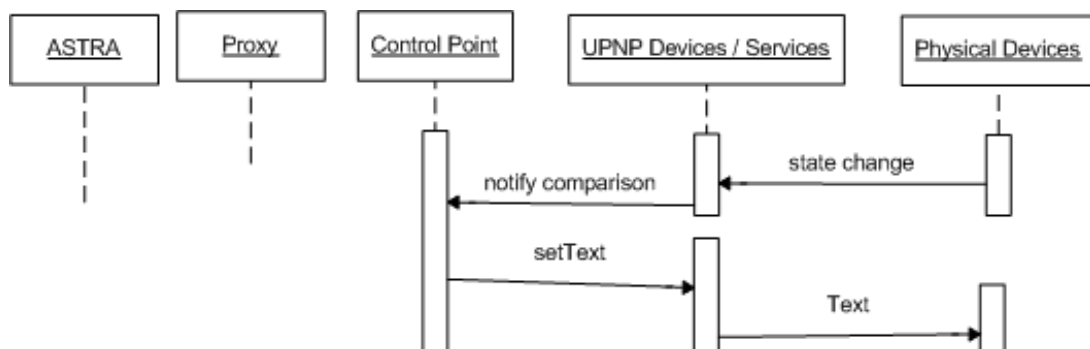 ASTRA
Proxy
Control Point
UPNP Devices / Services
Physical Devices
state change
notify comparison
setText
Text